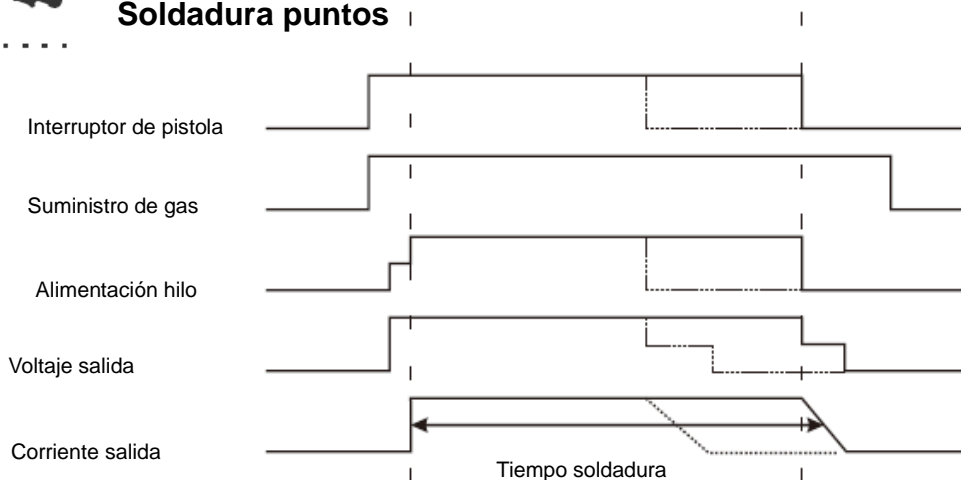 Soldadura puntos
Interruptor de pistola
Suministro de gas
Alimentación hilo
Voltaje salida
Corriente salida
Tiempo soldadura